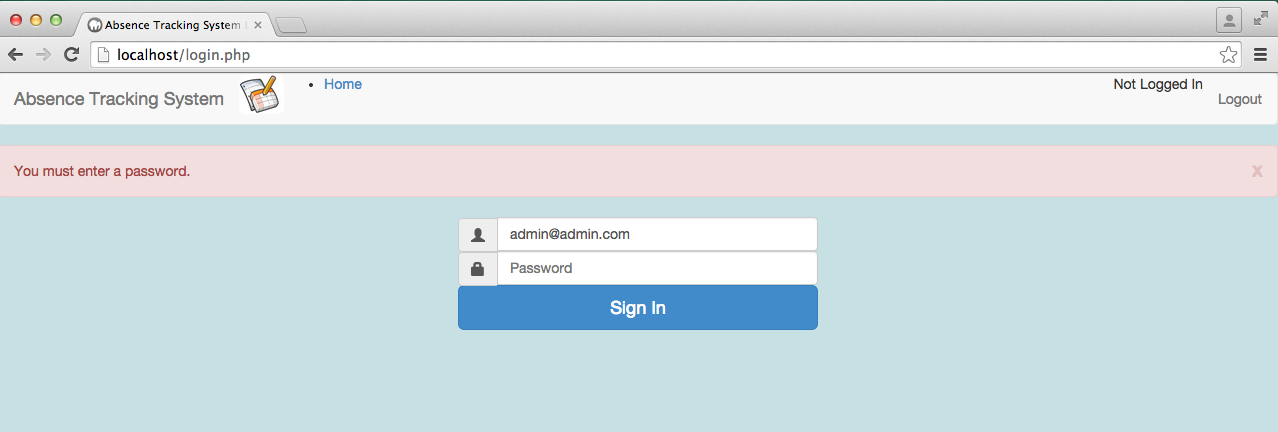 Absence Tracking System
localhost/login.php
Absence Tracking System
• Home
Not Logged In
Logout
You must enter a password.
x
admin@admin.com
Password
Sign In